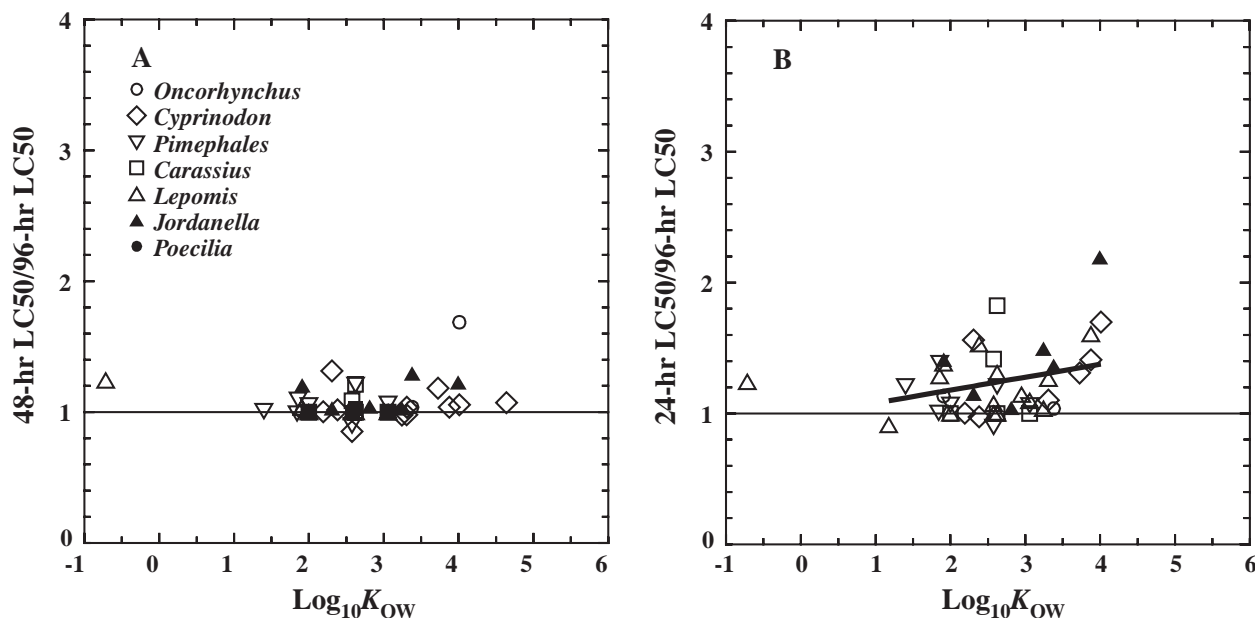 A
Oncorhynchus
Cyprinodon
Pimephales
Carassius
Lepomis
Jordanella
Poecilia
48-hr LC50/96-hr LC50
4
3
2
1
0
-1 0 1 2 3 4 5 6
Log10KOW
B
24-hr LC50/96-hr LC50
4
3
2
1
0
-1 0 1 2 3 4 5 6
Log10KOW